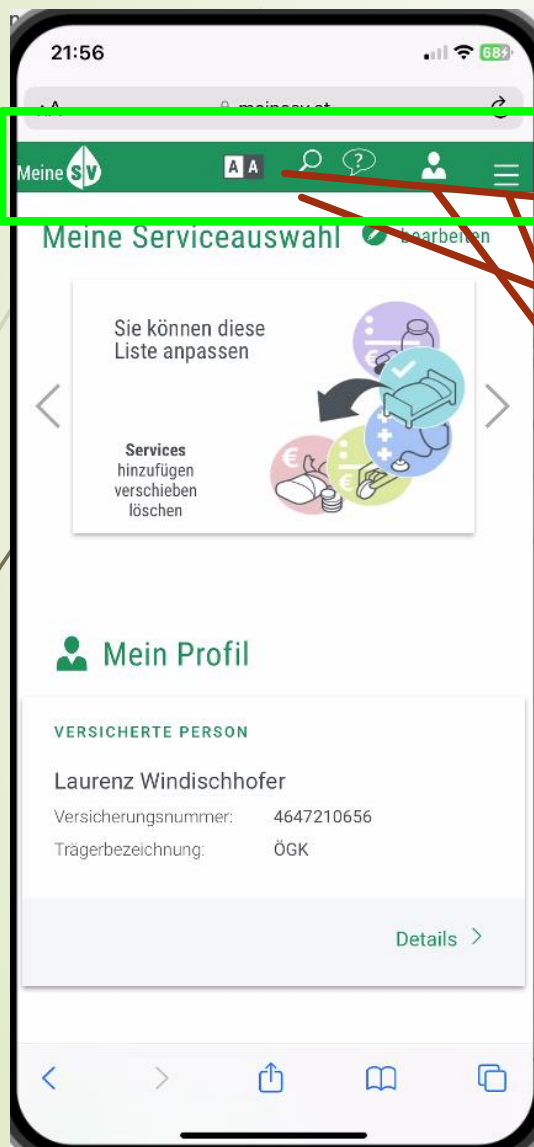 21:56
68
Meine SV
A A
?
Meine Serviceauswahl bearbeiten
Sie können diese
Liste anpassen
Services
hinzufügen
verschieben
löschen
Mein Profil
VERSICHERTE PERSON
Laurenz Windischhofer
Versicherungsnummer: 4647210656
Trägerbezeichnung: ÖGK
Details